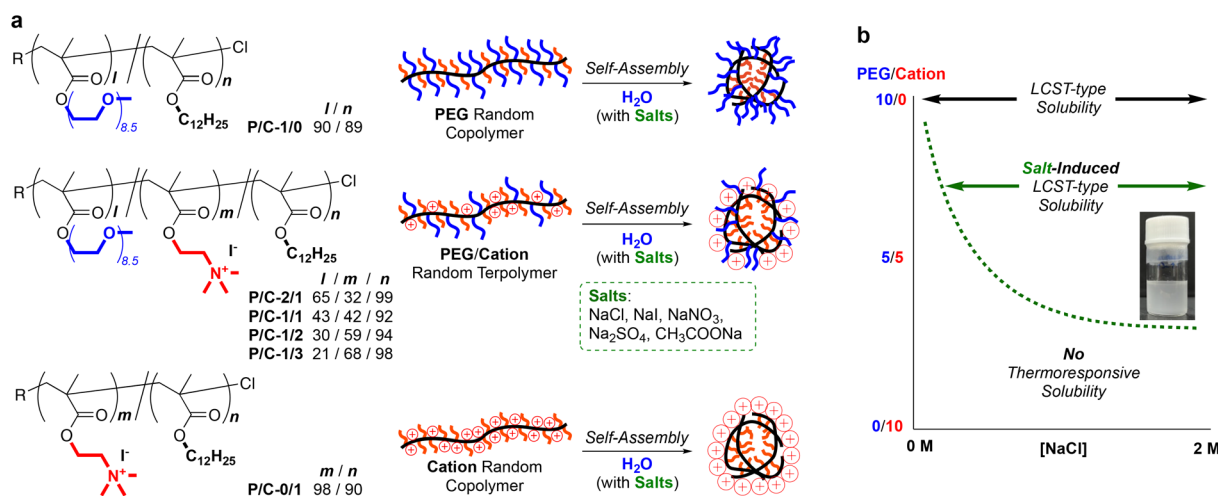 a
R
l
n
Cl
O
O
O
O
O
8.5
C12H25
l / n
P/C-1/0 90 / 89
PEG Random
Copolymer
Self-Assembly
H2O
(with Salts)
R
l
m
n
Cl
O
O
O
O
O
O
O
8.5
I-
N+
C12H25
l / m / n
P/C-2/1 65 / 32 / 99
P/C-1/1 43 / 42 / 92
P/C-1/2 30 / 59 / 94
P/C-1/3 21 / 68 / 98
PEG/Cation
Random Terpolymer
Self-Assembly
H2O
(with Salts)
Salts:
NaCl, NaI, NaNO3,
Na2SO4, CH3COONa
R
m
n
Cl
O
O
O
O
I-
N+
C12H25
m / n
P/C-0/1 98 / 90
Cation Random
Copolymer
Self-Assembly
H2O
(with Salts)
b
PEG/Cation
10/0
5/5
0/10
LCST-type
Solubility
Salt-Induced
LCST-type
Solubility
No
Thermoresponsive
Solubility
0 M
[NaCl]
2 M